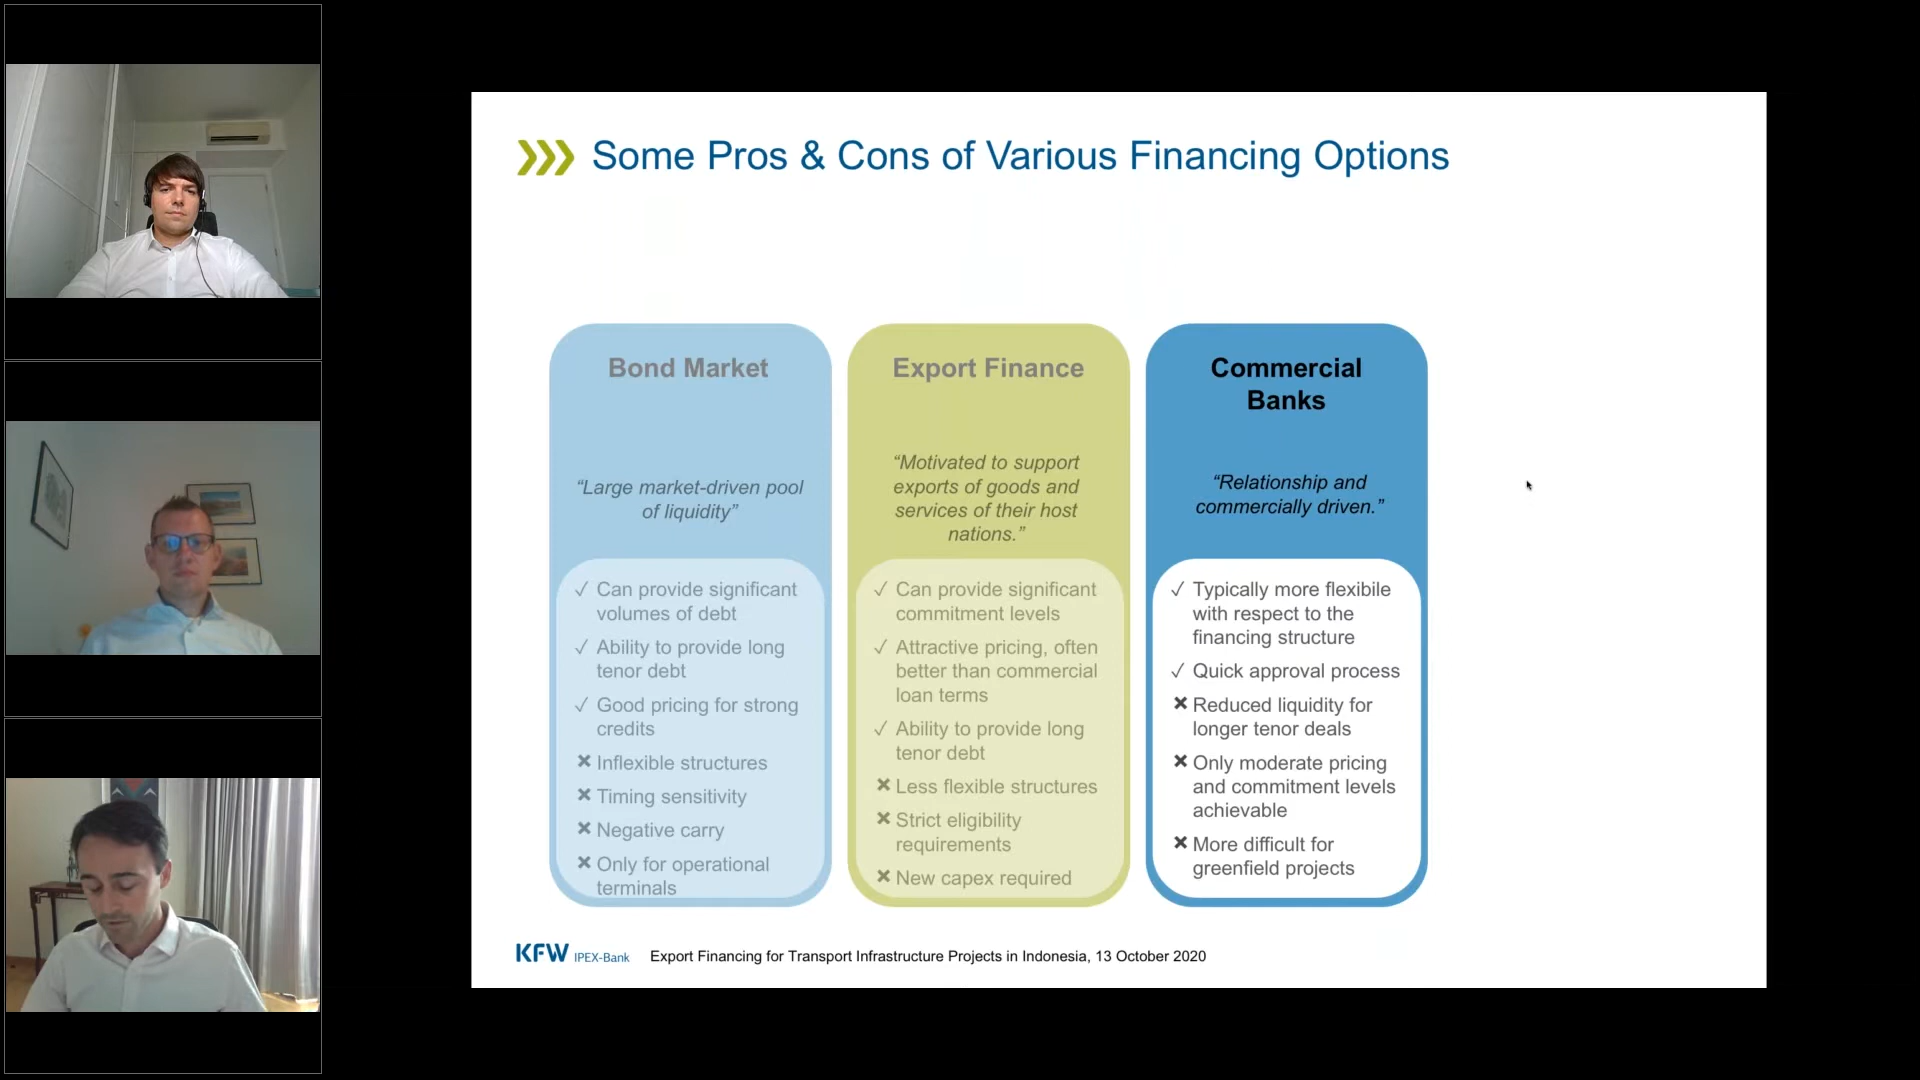 Some Pros & Cons of Various Financing Options
Bond Market
“Large market-driven pool
of liquidity”
✓ Can provide significant
volumes of debt
✓ Ability to provide long
tenor debt
✓ Good pricing for strong
credits
✖ Inflexible structures
✖ Timing sensitivity
✖ Negative carry
✖ Only for operational
terminals
Export Finance
“Motivated to support
exports of goods and
services of their host
nations.”
✓ Can provide significant
commitment levels
✓ Attractive pricing, often
better than commercial
loan terms
✓ Ability to provide long
tenor debt
✖ Less flexible structures
✖ Strict eligibility
requirements
✖ New capex required
Commercial
Banks
“Relationship and
commercially driven.”
✓ Typically more flexibile
with respect to the
financing structure
✓ Quick approval process
✖ Reduced liquidity for
longer tenor deals
✖ Only moderate pricing
and commitment levels
achievable
✖ More difficult for
greenfield projects
KFW IPEX-Bank
Export Financing for Transport Infrastructure Projects in Indonesia, 13 October 2020